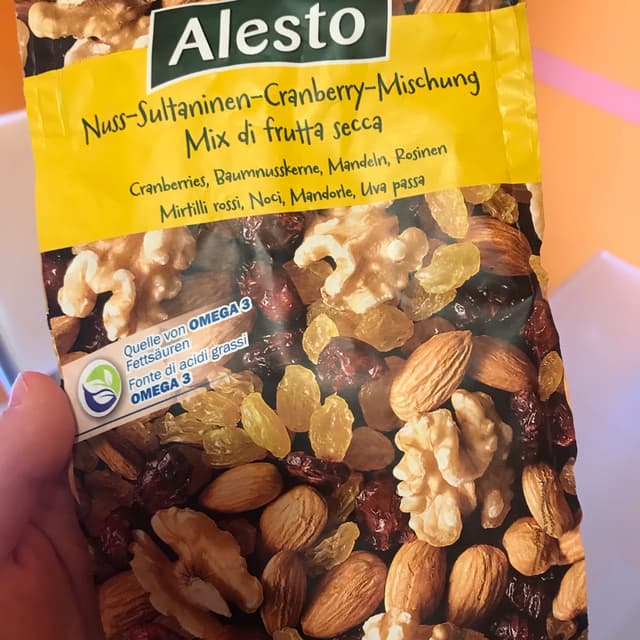 Alesto
Nuss-Sultaninen-Cranberry-Mischung
Mix di frutta secca
Cranberries, Baumnusskerne, Mandeln, Rosinen
Mirtilli rossi, Noci, Mandorle, Uva passa
Quelle von OMEGA 3
Fettsäuren
Fonte di acidi grassi
OMEGA 3